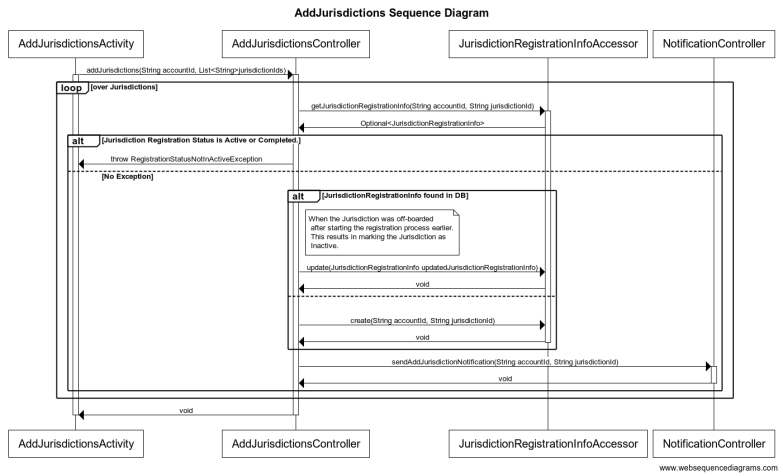 AddJurisdictions Sequence Diagram
AddJurisdictionsActivity
AddJurisdictionsController
JurisdictionRegistrationInfoAccessor
NotificationController
addJurisdictions(String accountId, List<String>jurisdictionIds)
loop
[over Jurisdictions]
getJurisdictionRegistrationInfo(String accountId, String jurisdictionId)
Optional<JurisdictionRegistrationInfo>
alt
[Jurisdiction Registration Status is Active or Completed.]
throw RegistrationStatusNotInActiveException
[No Exception]
alt
[JurisdictionRegistrationInfo found in DB]
When the Jurisdiction was off-boarded
after starting the registration process earlier.
This results in marking the Jurisdiction as
Inactive.
update(JurisdictionRegistrationInfo updatedJurisdictionRegistrationInfo)
void
create(String accountId, String jurisdictionId)
void
sendAddJurisdictionNotification(String accountId, String jurisdictionId)
void
void
AddJurisdictionsActivity
AddJurisdictionsController
JurisdictionRegistrationInfoAccessor
NotificationController
www.websequencediagrams.com